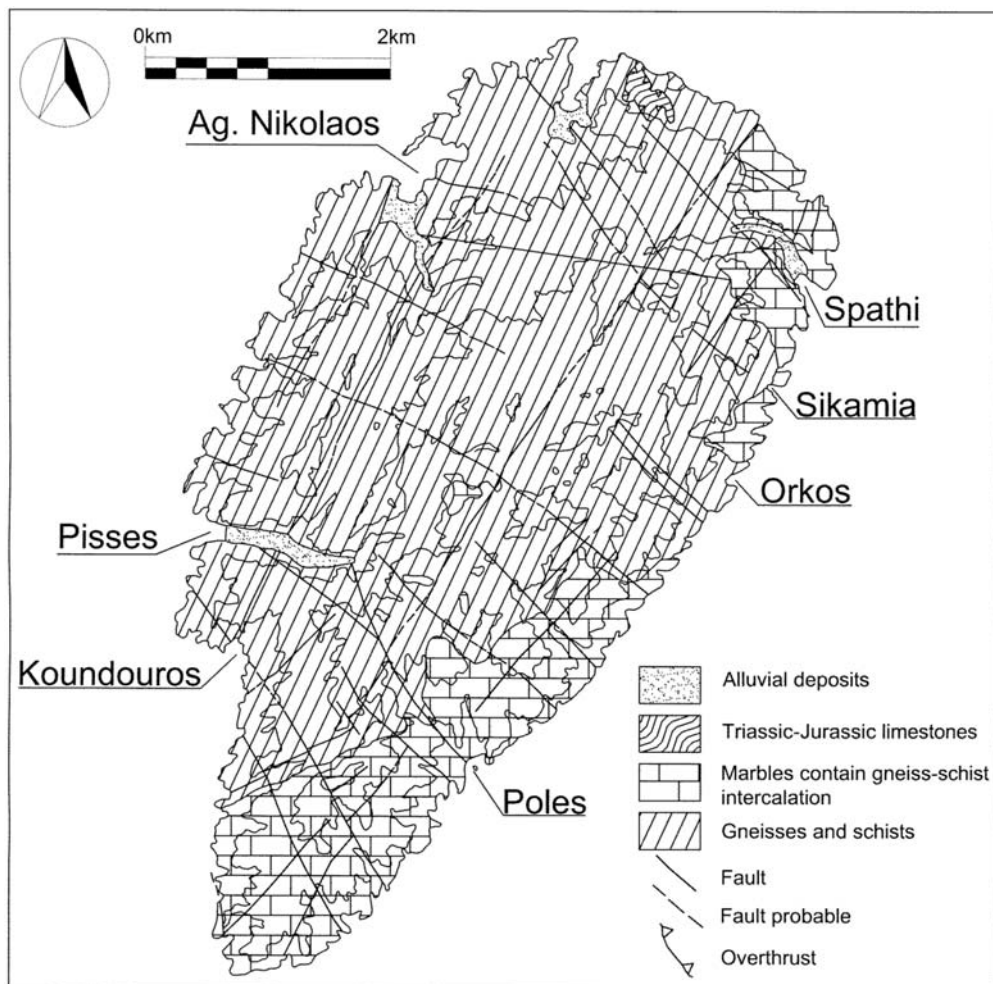 0km 2km
Ag. Nikolaos
Spathi
Sikamia
Orkos
Pisses
Koundouros
Poles
Alluvial deposits
Triassic-Jurassic limestones
Marbles contain gneiss-schist
intercalation
Gneisses and schists
Fault
Fault probable
Overthrust